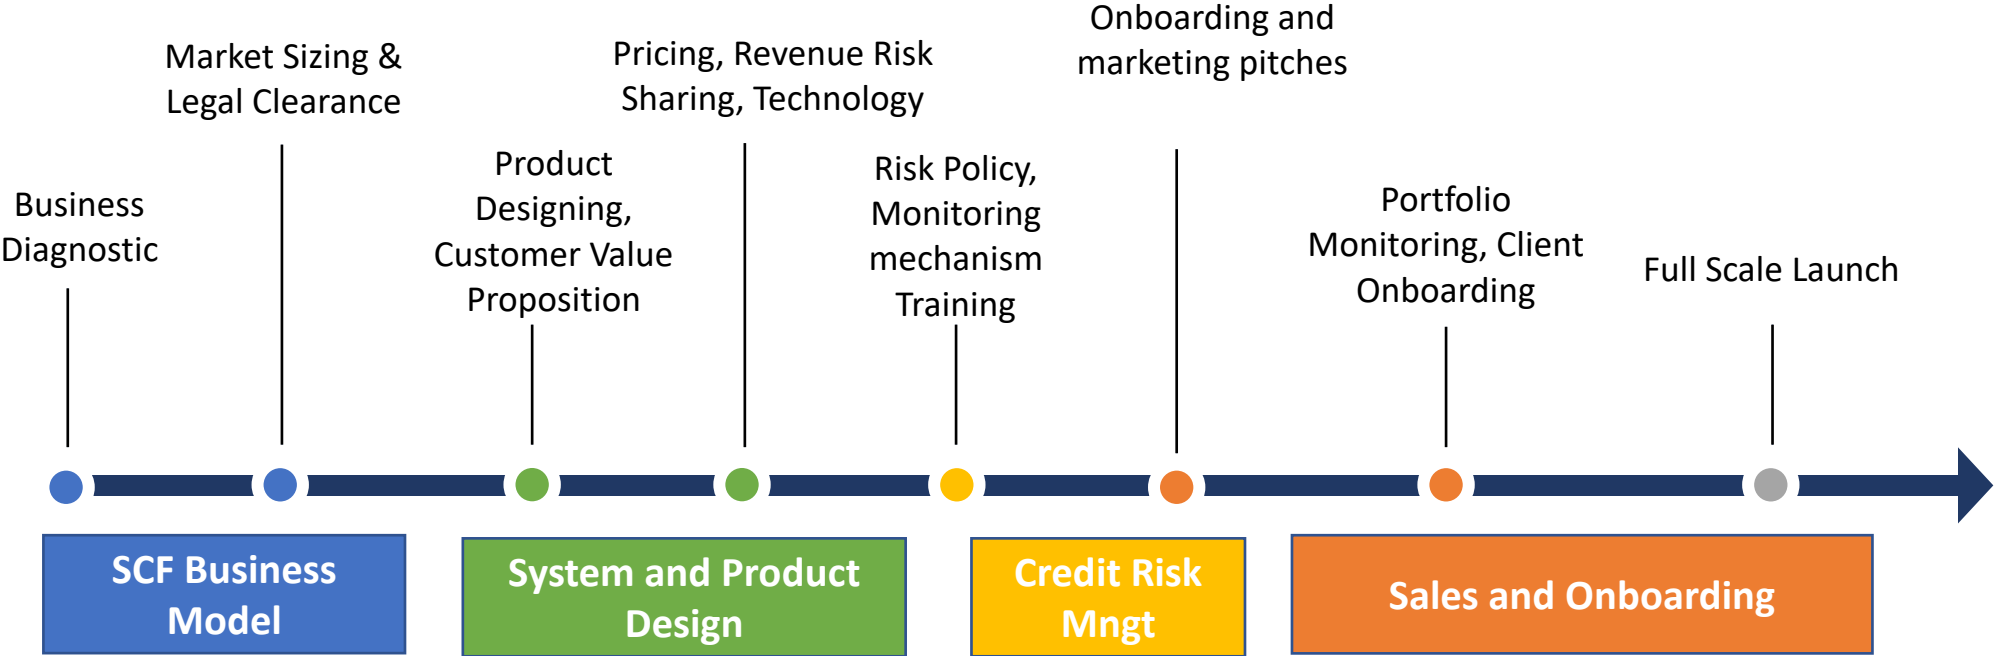 Business
Diagnostic
Market Sizing &
Legal Clearance
Product
Designing,
Customer Value
Proposition
Pricing, Revenue Risk
Sharing, Technology
Risk Policy,
Monitoring
mechanism
Training
Onboarding and
marketing pitches
Portfolio
Monitoring, Client
Onboarding
Full Scale Launch
SCF Business
Model
System and Product
Design
Credit Risk
Mngt
Sales and Onboarding